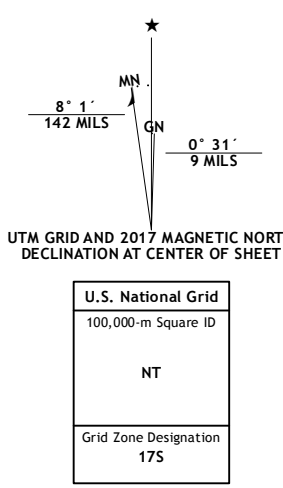 ★
MN
8° 1´
142 MILS
GN
0° 31´
9 MILS
UTM GRID AND 2017 MAGNETIC NORT
DECLINATION AT CENTER OF SHEET
U.S. National Grid
100,000-m Square ID
NT
Grid Zone Designation
17S